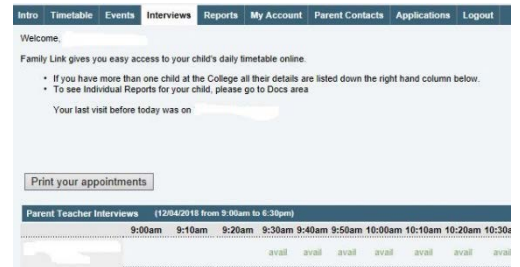 Intro Timetable Events Interviews Reports My Account Parent Contacts Applications Logout
Welcome,
Family Link gives you easy access to your child's daily timetable online.
• If you have more than one child at the College all their details are listed down the right hand column below.
• To see Individual Reports for your child, please go to Docs area
Your last visit before today was on
Print your appointments
Parent Teacher Interviews (12/04/2018 from 9:00am to 6:30pm)
9:00am 9:10am 9:20am 9:30am 9:40am 9:50am 10:00am 10:10am 10:20am 10:30a
avail avail avail avail avail avail avail